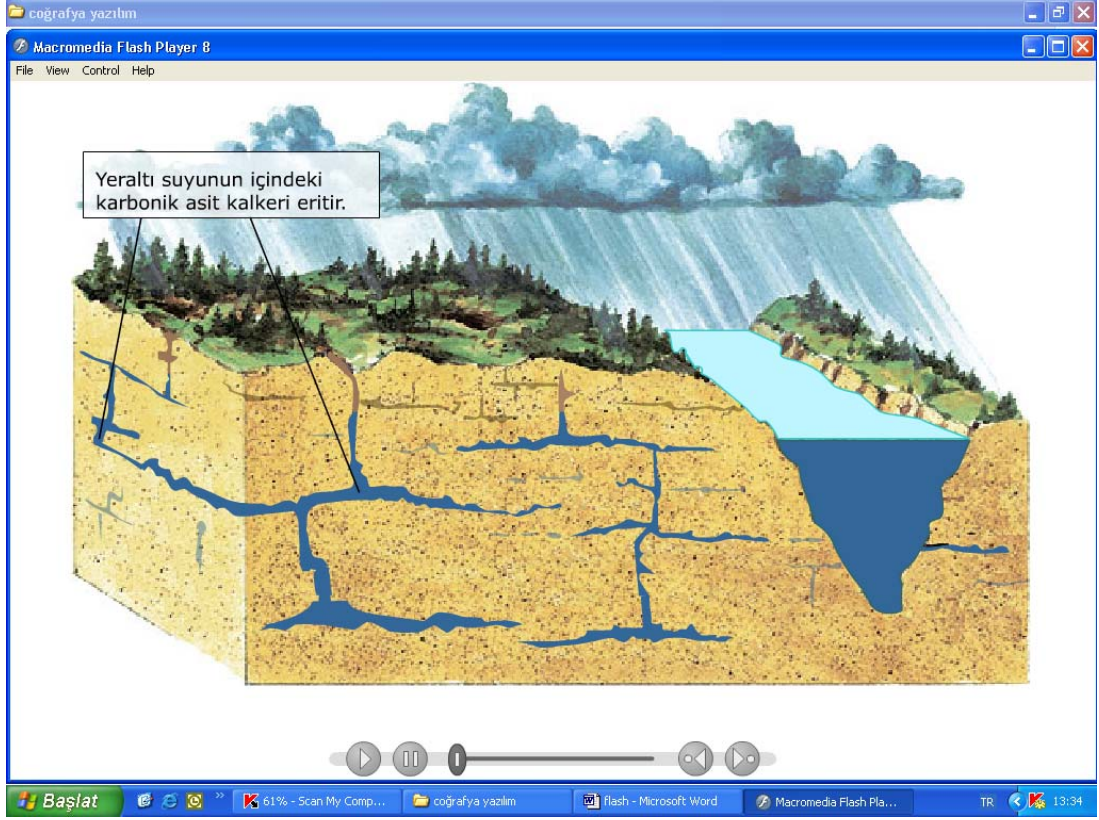 coğrafya yazılım
Macromedia Flash Player 8
File View Control Help
Yeraltı suyunun içindeki
karbonik asit kalkeri eritir.
Başlat
»
61% - Scan My Comp...
coğrafya yazılım
flash - Microsoft Word
Macromedia Flash Pla...
TR
13:34